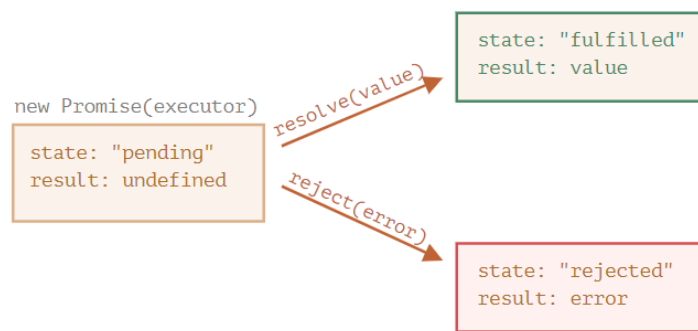 new Promise(executor)
state: "pending"
result: undefined
resolve(value)
reject(error)
state: "fulfilled"
result: value
state: "rejected"
result: error